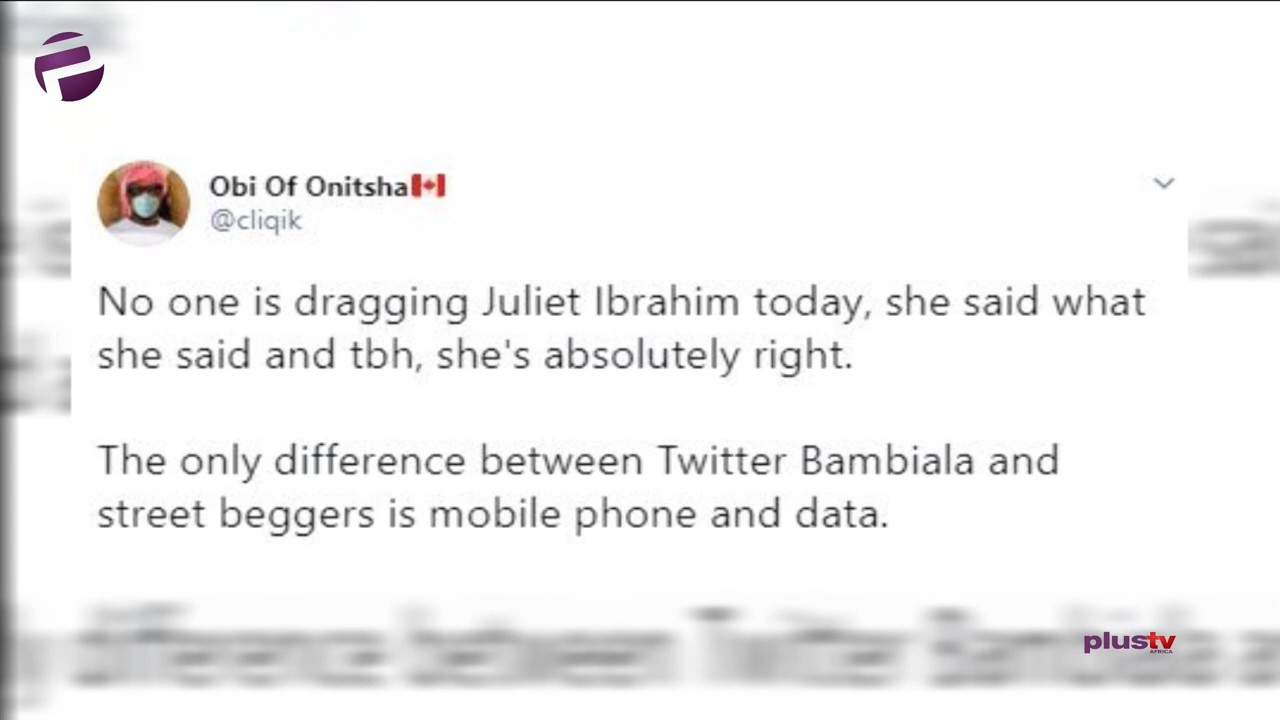 Obi Of Onitsha🇨🇦
@cliqik
No one is dragging Juliet Ibrahim today, she said what
she said and tbh, she's absolutely right.
The only difference between Twitter Bambiala and
street beggers is mobile phone and data.
plustv
AFRICA